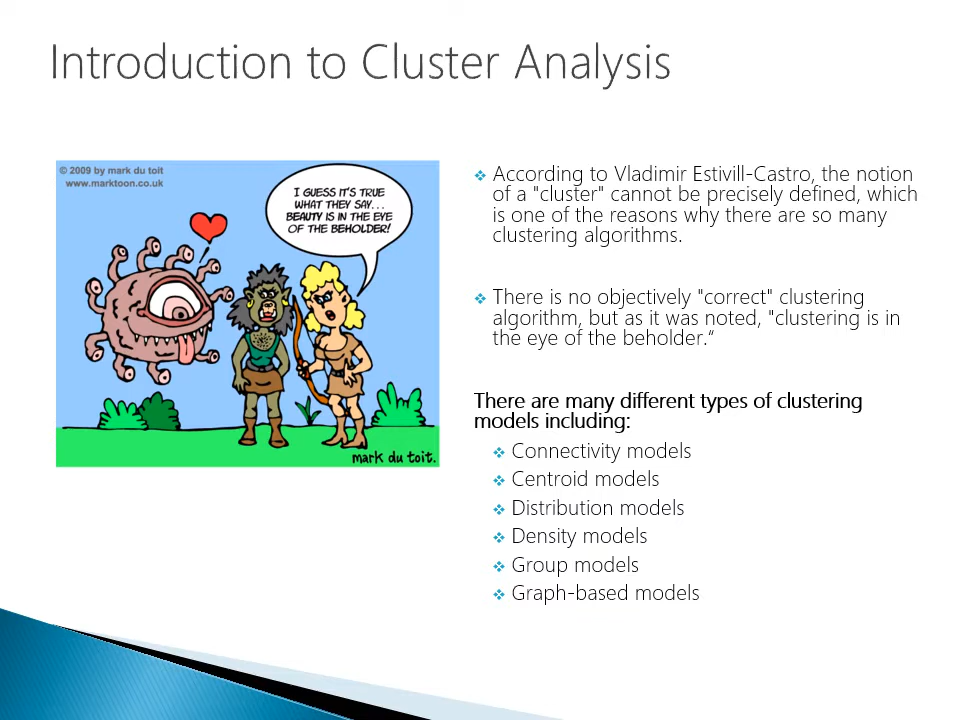 Introduction to Cluster Analysis
© 2009 by mark du toit
www.marktoon.co.uk
I GUESS IT'S TRUE
WHAT THEY SAY...
BEAUTY IS IN THE EYE
OF THE BEHOLDER!
mark du toit.
❖ According to Vladimir Estivill-Castro, the notion
of a "cluster" cannot be precisely defined, which
is one of the reasons why there are so many
clustering algorithms.
❖ There is no objectively "correct" clustering
algorithm, but as it was noted, "clustering is in
the eye of the beholder.”
There are many different types of clustering
models including:
❖ Connectivity models
❖ Centroid models
❖ Distribution models
❖ Density models
❖ Group models
❖ Graph-based models